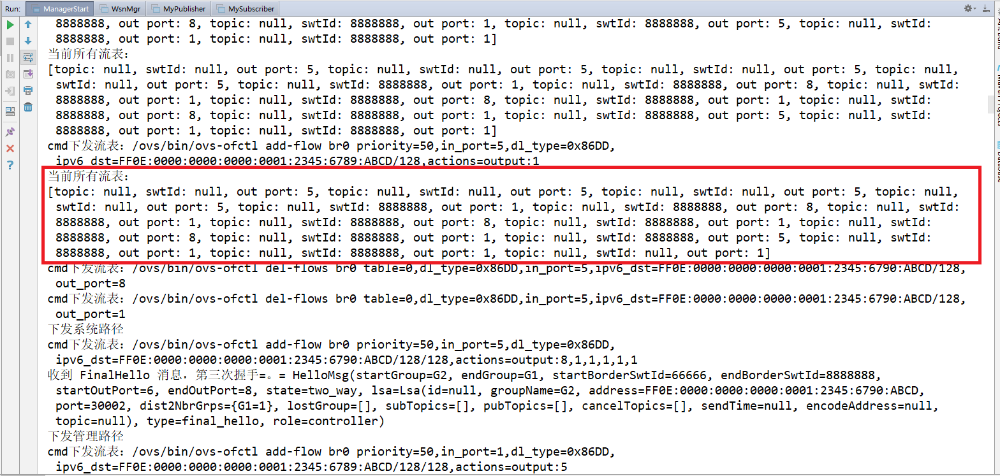 Run: ManagerStart WsnMgr MyPublisher MySubscriber
8888888, out port: 8, topic: null, swtId: 8888888, out port: 1, topic: null, swtId: 8888888, out port: 5, topic: null, swtId:
8888888, out port: 1, topic: null, swtId: 8888888, out port: 1]
当前所有流表:
[topic: null, swtId: null, out port: 5, topic: null, swtId: null, out port: 5, topic: null, swtId: null, out port: 5, topic: null,
swtId: null, out port: 5, topic: null, swtId: 8888888, out port: 1, topic: null, swtId: 8888888, out port: 8, topic: null, swtId:
8888888, out port: 1, topic: null, swtId: 8888888, out port: 8, topic: null, swtId: 8888888, out port: 1, topic: null, swtId:
8888888, out port: 8, topic: null, swtId: 8888888, out port: 1, topic: null, swtId: 8888888, out port: 5, topic: null, swtId:
8888888, out port: 1, topic: null, swtId: 8888888, out port: 1]
cmd下发流表: /ovs/bin/ovs-ofctl add-flow br0 priority=50,in_port=5,dl_type=0x86DD,
ipv6_dst=FF0E:0000:0000:0000:0001:2345:6789:ABCD/128,actions=output:1
当前所有流表:
[topic: null, swtId: null, out port: 5, topic: null, swtId: null, out port: 5, topic: null, swtId: null, out port: 5, topic: null,
swtId: null, out port: 5, topic: null, swtId: 8888888, out port: 1, topic: null, swtId: 8888888, out port: 8, topic: null, swtId:
8888888, out port: 1, topic: null, swtId: 8888888, out port: 8, topic: null, swtId: 8888888, out port: 1, topic: null, swtId:
8888888, out port: 8, topic: null, swtId: 8888888, out port: 1, topic: null, swtId: 8888888, out port: 5, topic: null, swtId:
8888888, out port: 1, topic: null, swtId: 8888888, out port: 1, topic: null, swtId: null, out port: 1]
cmd下发流表: /ovs/bin/ovs-ofctl del-flows br0 table=0,dl_type=0x86DD,in_port=5,ipv6_dst=FF0E:0000:0000:0000:0001:2345:6790:ABCD/128,
out_port=8
cmd下发流表: /ovs/bin/ovs-ofctl del-flows br0 table=0,dl_type=0x86DD,in_port=5,ipv6_dst=FF0E:0000:0000:0000:0001:2345:6790:ABCD/128,
out_port=1
下发系统路径
cmd下发流表: /ovs/bin/ovs-ofctl add-flow br0 priority=50,in_port=5,dl_type=0x86DD,
ipv6_dst=FF0E:0000:0000:0000:0001:2345:6790:ABCD/128/128,actions=output:8,1,1,1,1,1
收到 FinalHello 消息，第三次握手=。= HelloMsg(startGroup=G2, endGroup=G1, startBorderSwtId=66666, endBorderSwtId=8888888,
startOutPort=6, endOutPort=8, state=two_way, lsa=Lsa(id=null, groupName=G2, address=FF0E:0000:0000:0000:0001:2345:6790:ABCD,
port=30002, dist2NbrGrps={G1=1}, lostGroup=[], subTopics=[], pubTopics=[], cancelTopics=[], sendTime=null, encodeAddress=null,
topic=null), type=final_hello, role=controller)
下发管理路径
cmd下发流表: /ovs/bin/ovs-ofctl add-flow br0 priority=50,in_port=1,dl_type=0x86DD,
ipv6_dst=FF0E:0000:0000:0000:0001:2345:6790:ABCD/128/128,actions=output:5